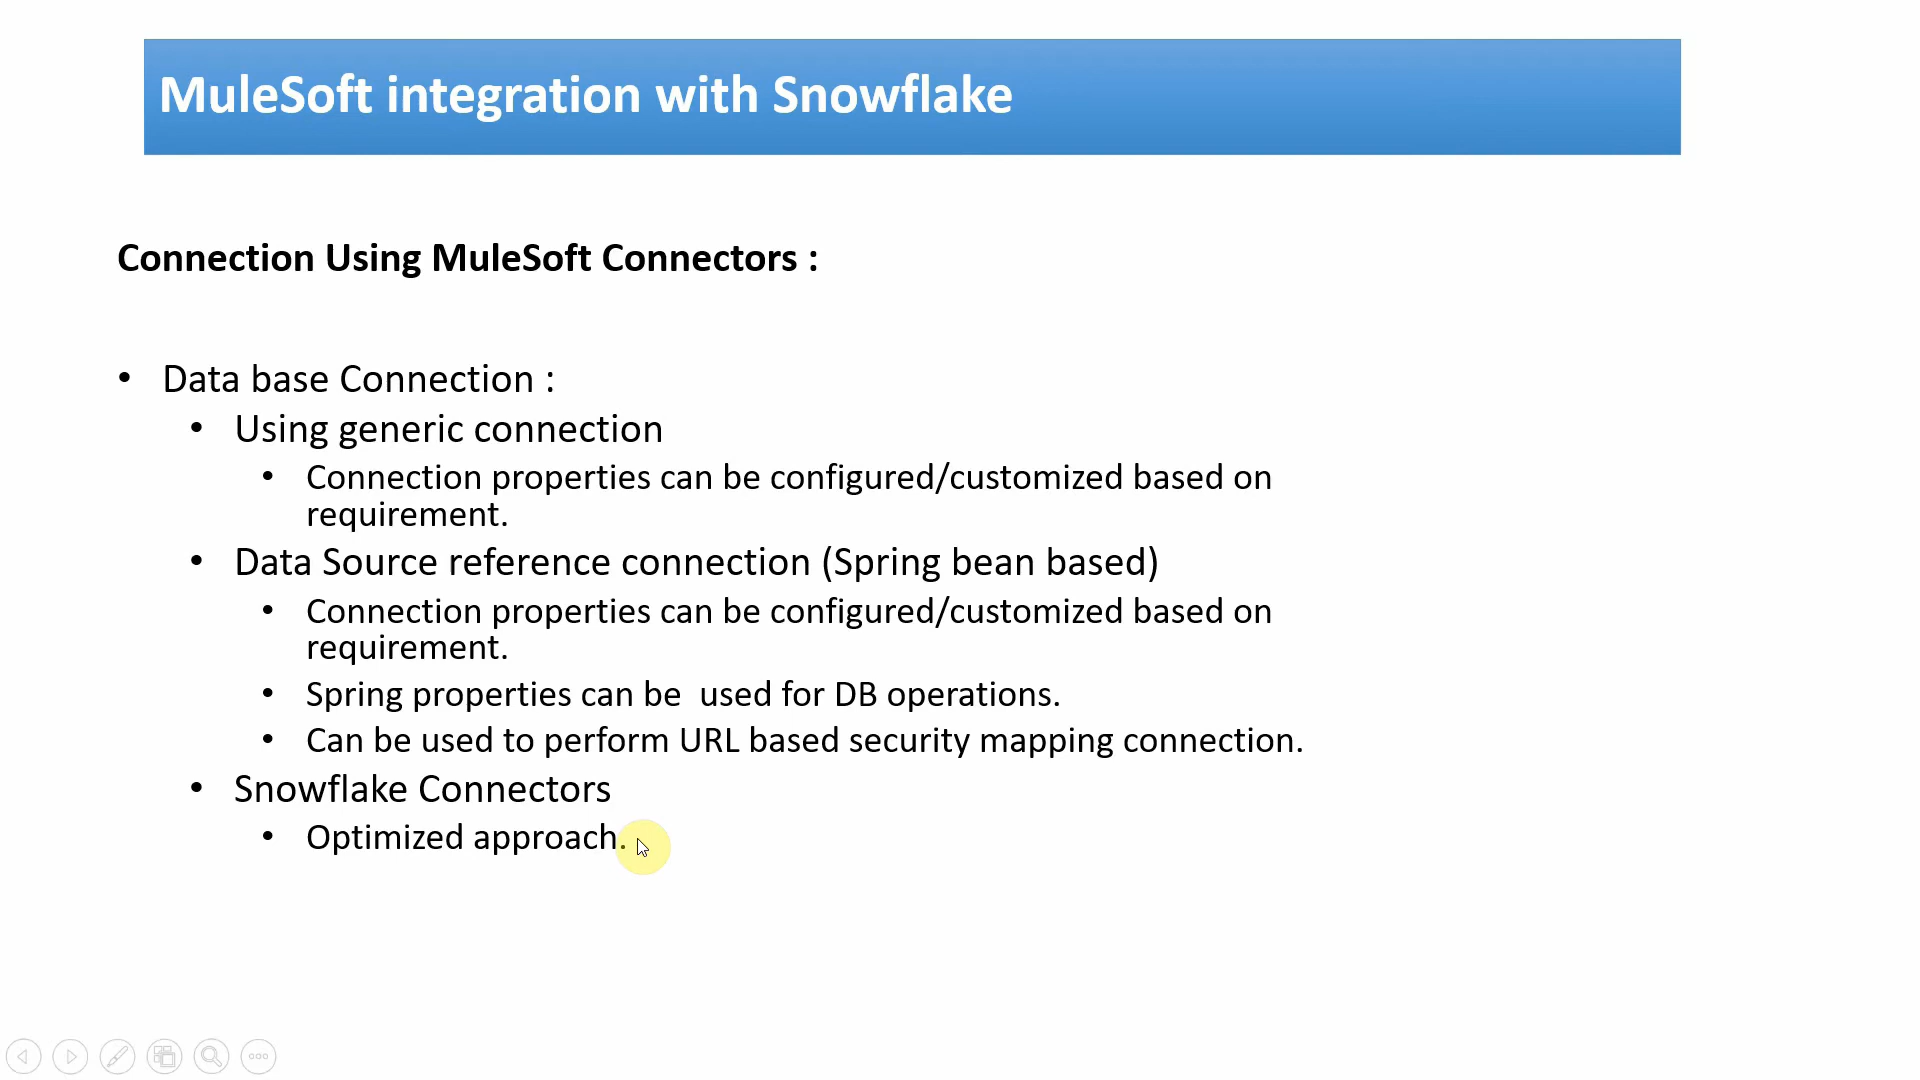 MuleSoft integration with Snowflake
Connection Using MuleSoft Connectors :
• Data base Connection :
• Using generic connection
• Connection properties can be configured/customized based on
requirement.
• Data Source reference connection (Spring bean based)
• Connection properties can be configured/customized based on
requirement.
• Spring properties can be  used for DB operations.
• Can be used to perform URL based security mapping connection.
• Snowflake Connectors
• Optimized approach.